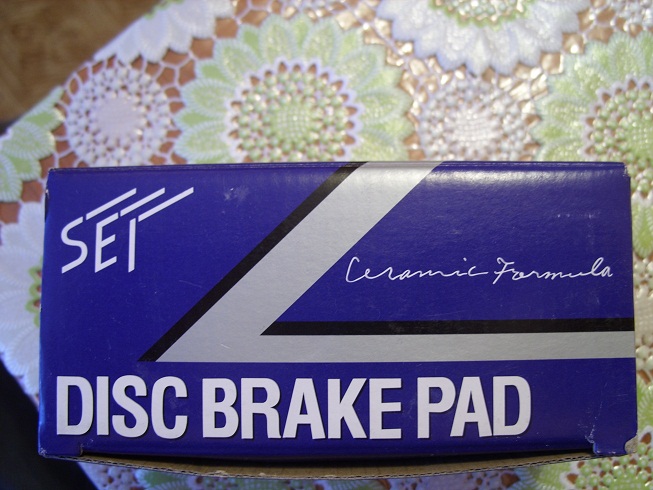 SET
Ceramic Formula
DISC BRAKE PAD